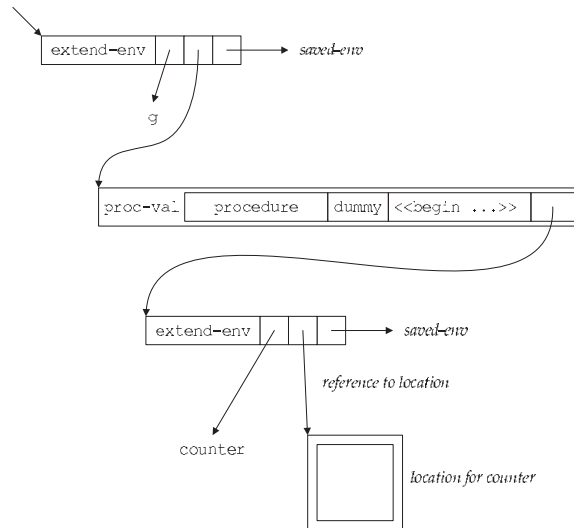 extend-env
saved-env
g
proc-val procedure dummy <<begin ...>>
extend-env
saved-env
reference to location
counter
location for counter